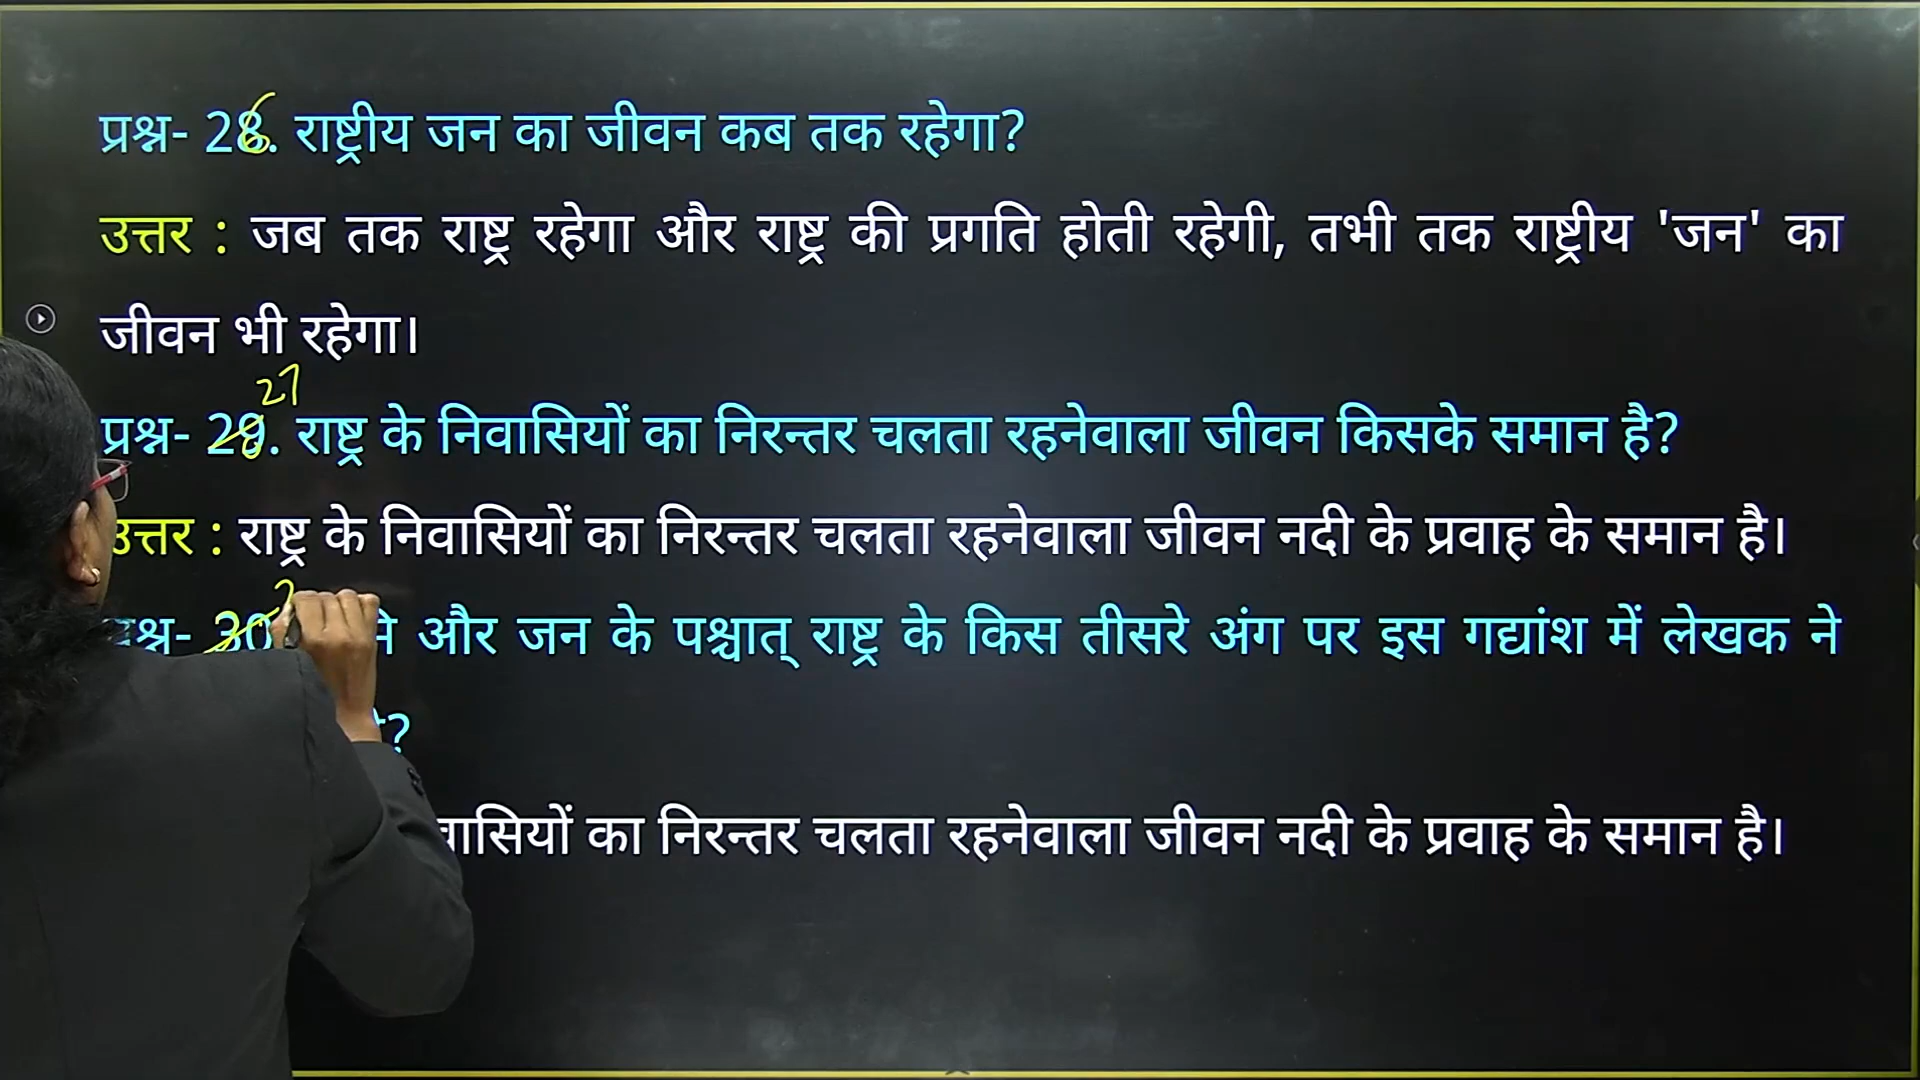 प्रश्न- 28. राष्ट्रीय जन का जीवन कब तक रहेगा?
उत्तर : जब तक राष्ट्र रहेगा और राष्ट्र की प्रगति होती रहेगी, तभी तक राष्ट्रीय 'जन' का
जीवन भी रहेगा।
27
प्रश्न- 29. राष्ट्र के निवासियों का निरन्तर चलता रहनेवाला जीवन किसके समान है?
उत्तर : राष्ट्र के निवासियों का निरन्तर चलता रहनेवाला जीवन नदी के प्रवाह के समान है।
2
प्रश्न- 30 और जन के पश्चात् राष्ट्र के किस तीसरे अंग पर इस गद्यांश में लेखक ने
?
का निरन्तर चलता रहनेवाला जीवन नदी के प्रवाह के समान है।